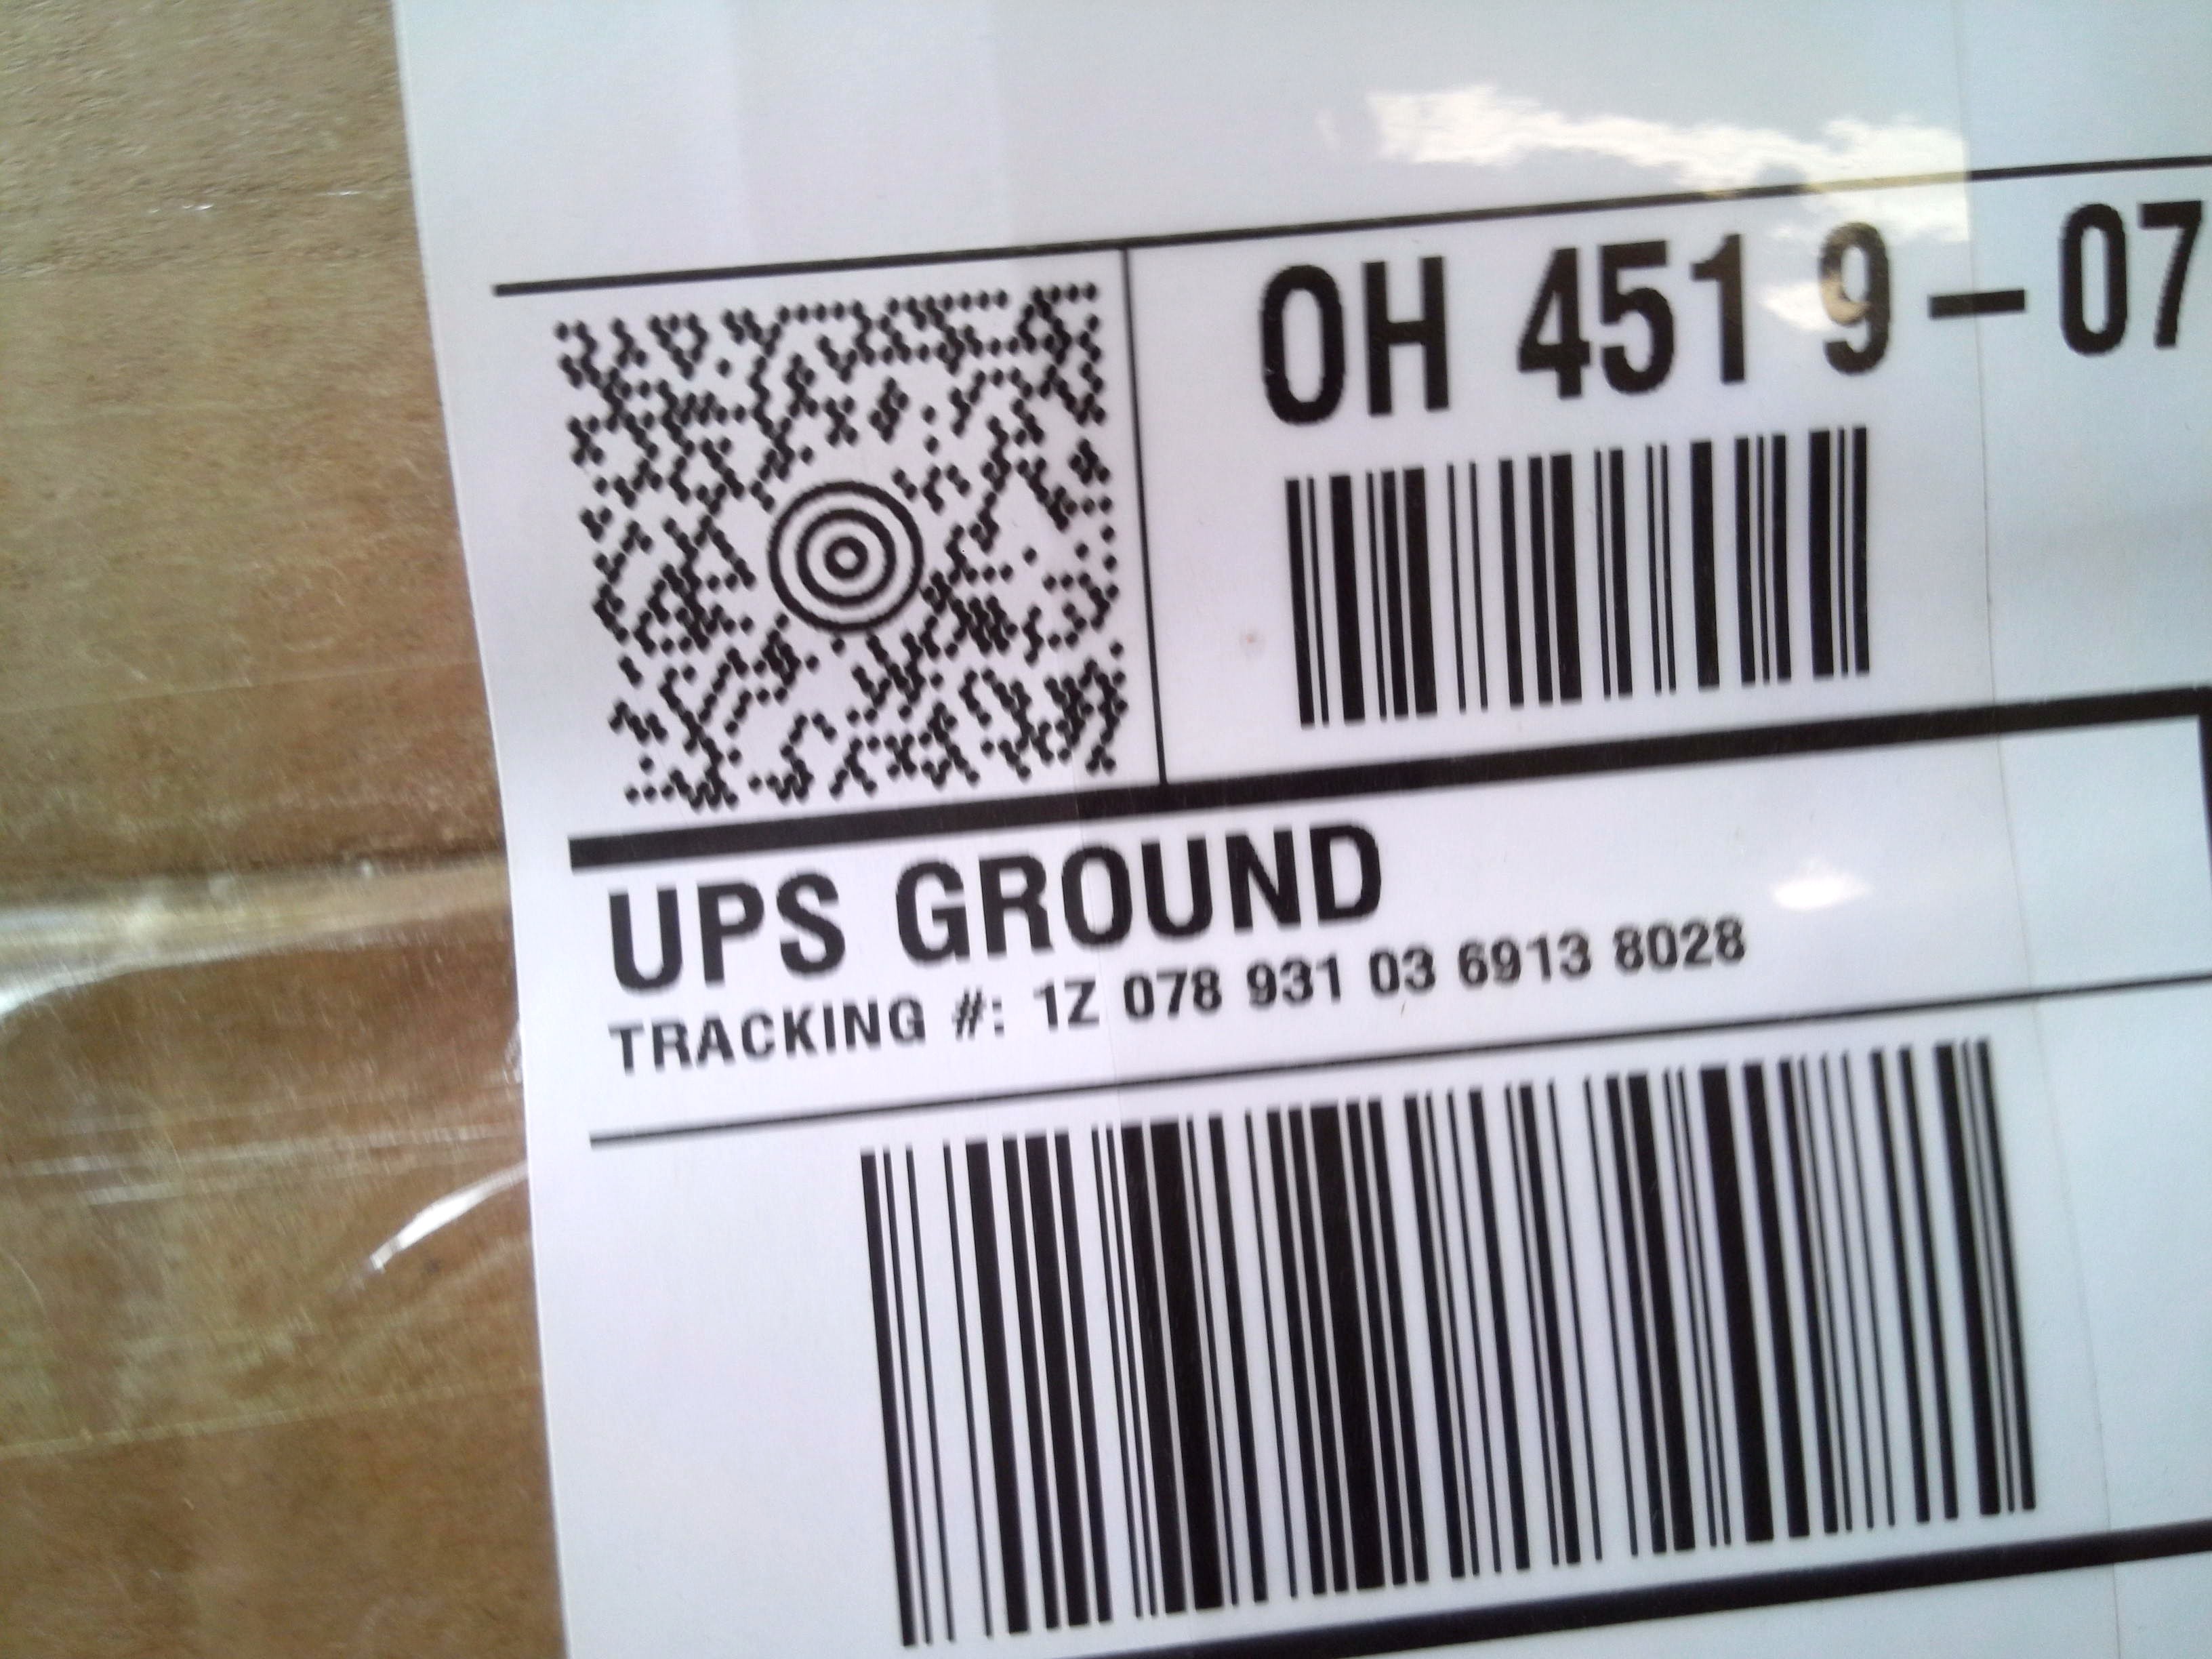 OH 451 9-07
UPS GROUND
TRACKING #: 1Z 078 931 03 6913 8028